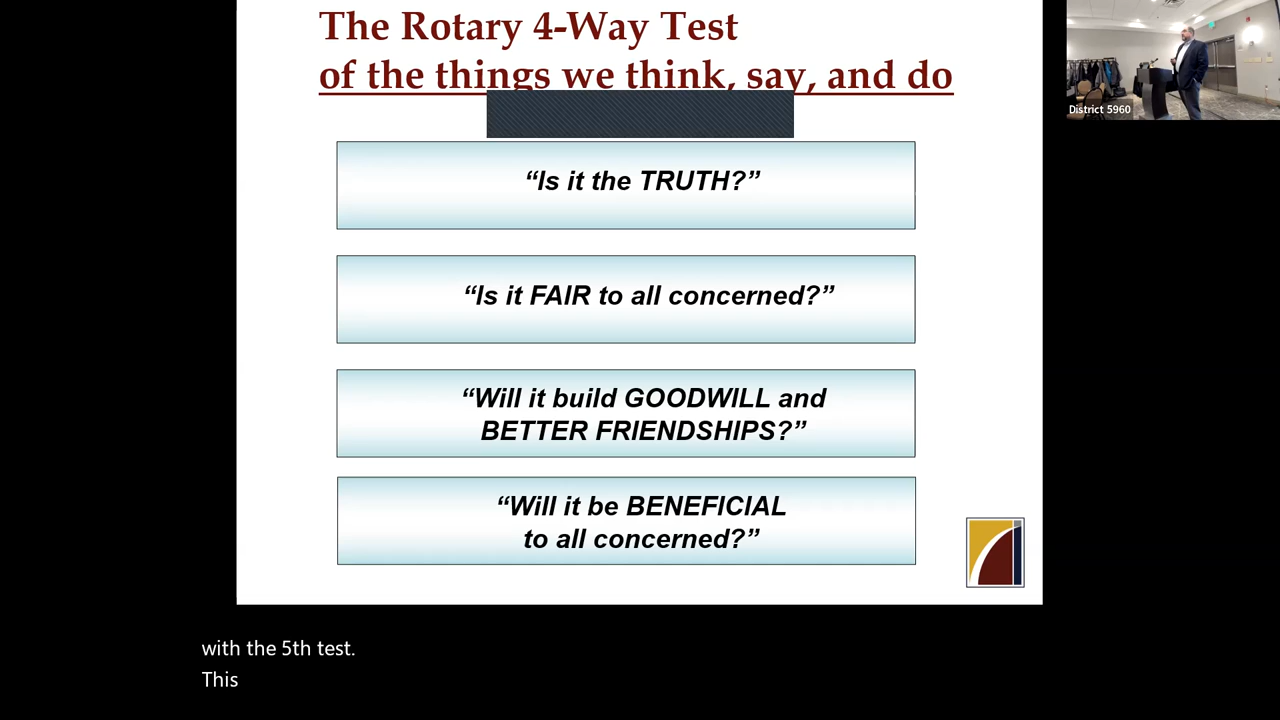 The Rotary 4-Way Test
of the things we think, say, and do
“Is it the TRUTH?”
“Is it FAIR to all concerned?”
“Will it build GOODWILL and
BETTER FRIENDSHIPS?”
“Will it be BENEFICIAL
to all concerned?”
District 5960
with the 5th test.
This